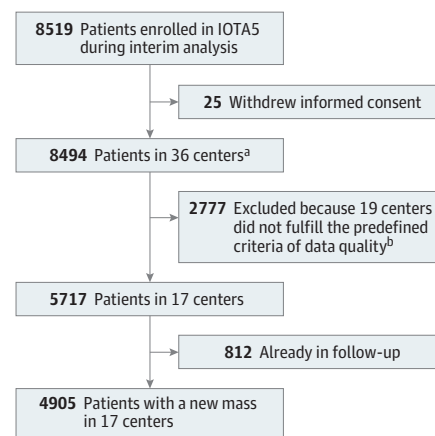 8519 Patients enrolled in IOTA5
during interim analysis
25 Withdrew informed consent
8494 Patients in 36 centersa
2777 Excluded because 19 centers
did not fulfill the predefined
criteria of data qualityb
5717 Patients in 17 centers
812 Already in follow-up
4905 Patients with a new mass
in 17 centers